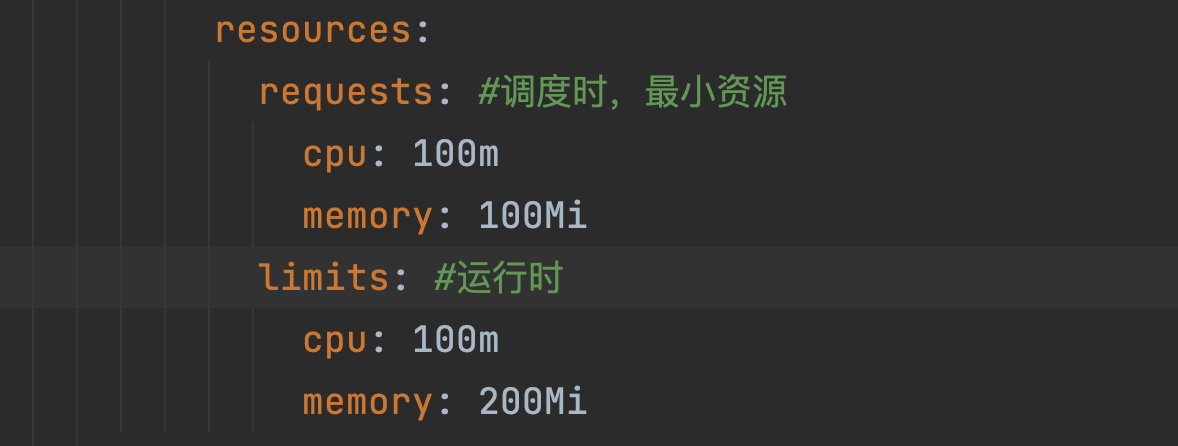 resources:
requests: #调度时，最小资源
cpu: 100m
memory: 100Mi
limits: #运行时
cpu: 100m
memory: 200Mi